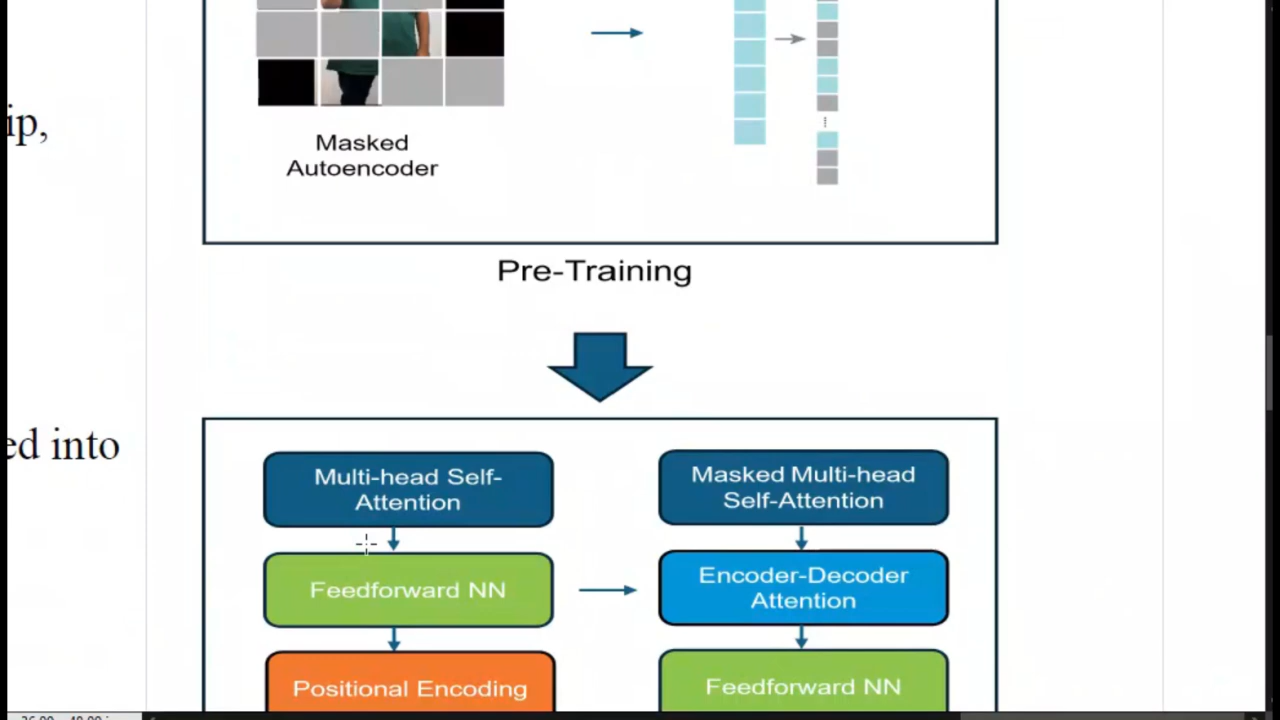 ip,
Masked
Autoencoder
Pre-Training
ed into
Multi-head Self-
Attention
Masked Multi-head
Self-Attention
Feedforward NN
Encoder-Decoder
Attention
Positional Encoding
Feedforward NN